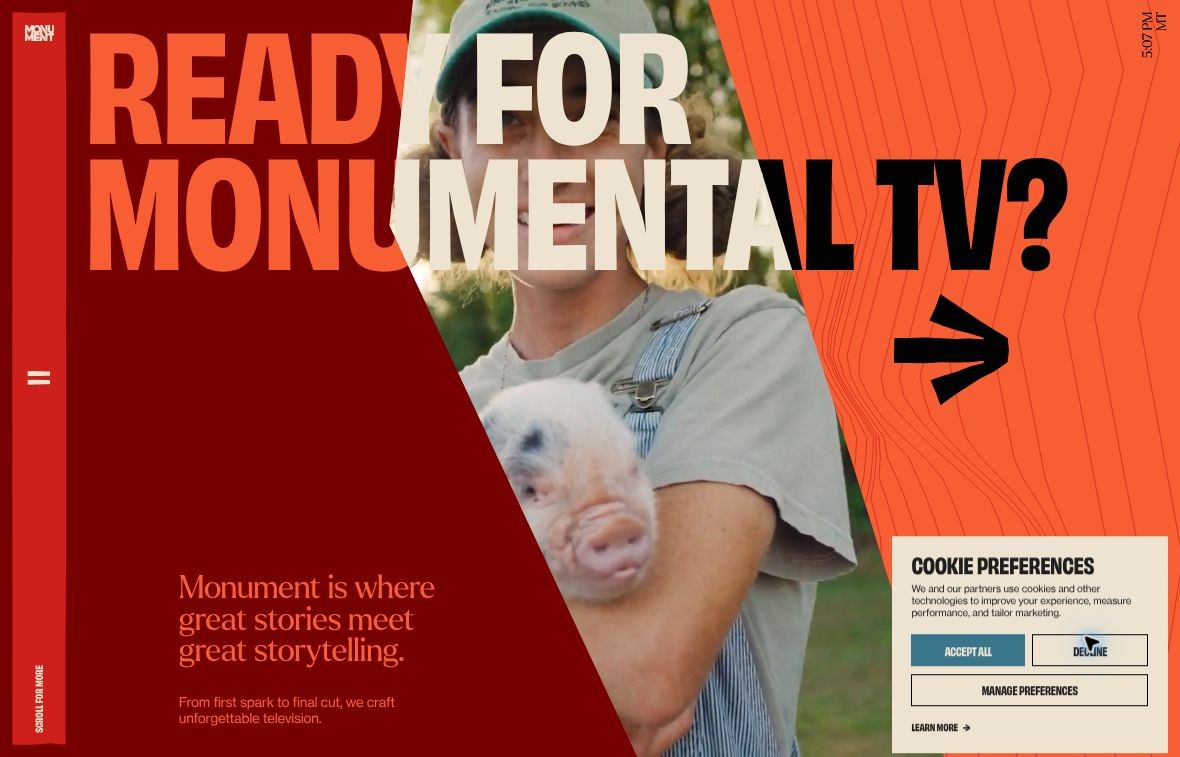 MONU
MENT
READY FOR
MONUMENTAL TV?
5:07 PM
MT
Monument is where
great stories meet
great storytelling.
From first spark to final cut, we craft
unforgettable television.
SCROLL FOR MORE
COOKIE PREFERENCES
We and our partners use cookies and other
technologies to improve your experience, measure
performance, and tailor marketing.
ACCEPT ALL
DECLINE
MANAGE PREFERENCES
LEARN MORE